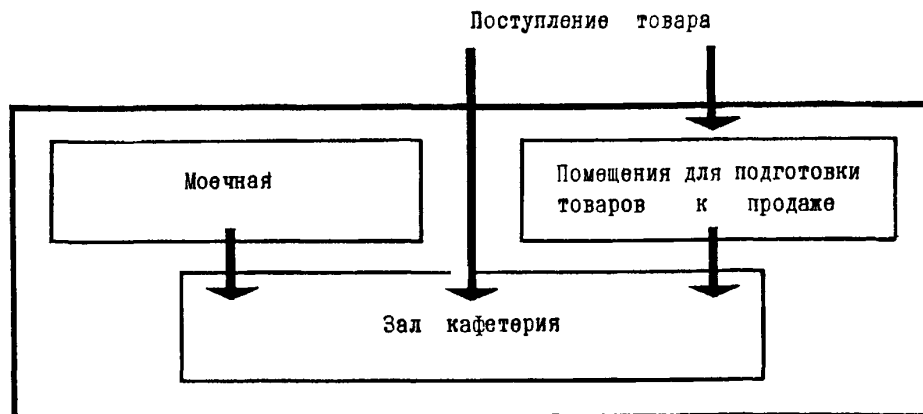 Поступление товара
Моечная
Помещения для подготовки
товаров к продаже
Зал кафетерия